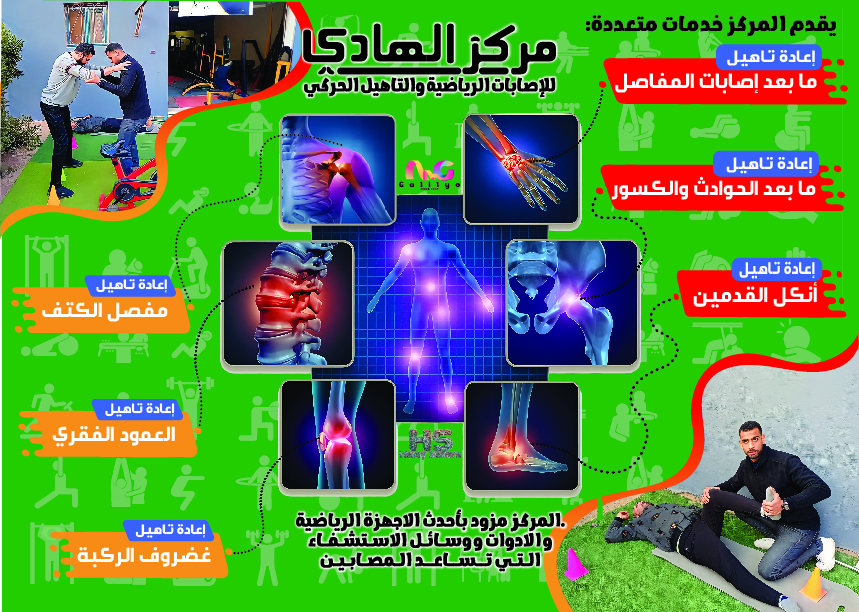 يقدم المركز خدمات متعددة:
مركز الهادي
للإصابات الرياضية والتاهيل الحركي
إعادة تاهيل
ما بعد إصابات المفاصل
إعادة تاهيل
ما بعد الحوادث والكسور
إعادة تاهيل
أنكل القدمين
إعادة تاهيل
مفصل الكتف
إعادة تاهيل
العمود الفقري
إعادة تاهيل
غضروف الركبة
Galilyo
HS
.المركز مزود بأحدث الاجهزة الرياضية
والادوات ووسائل الاستشفاء
التي تساعد المصابين